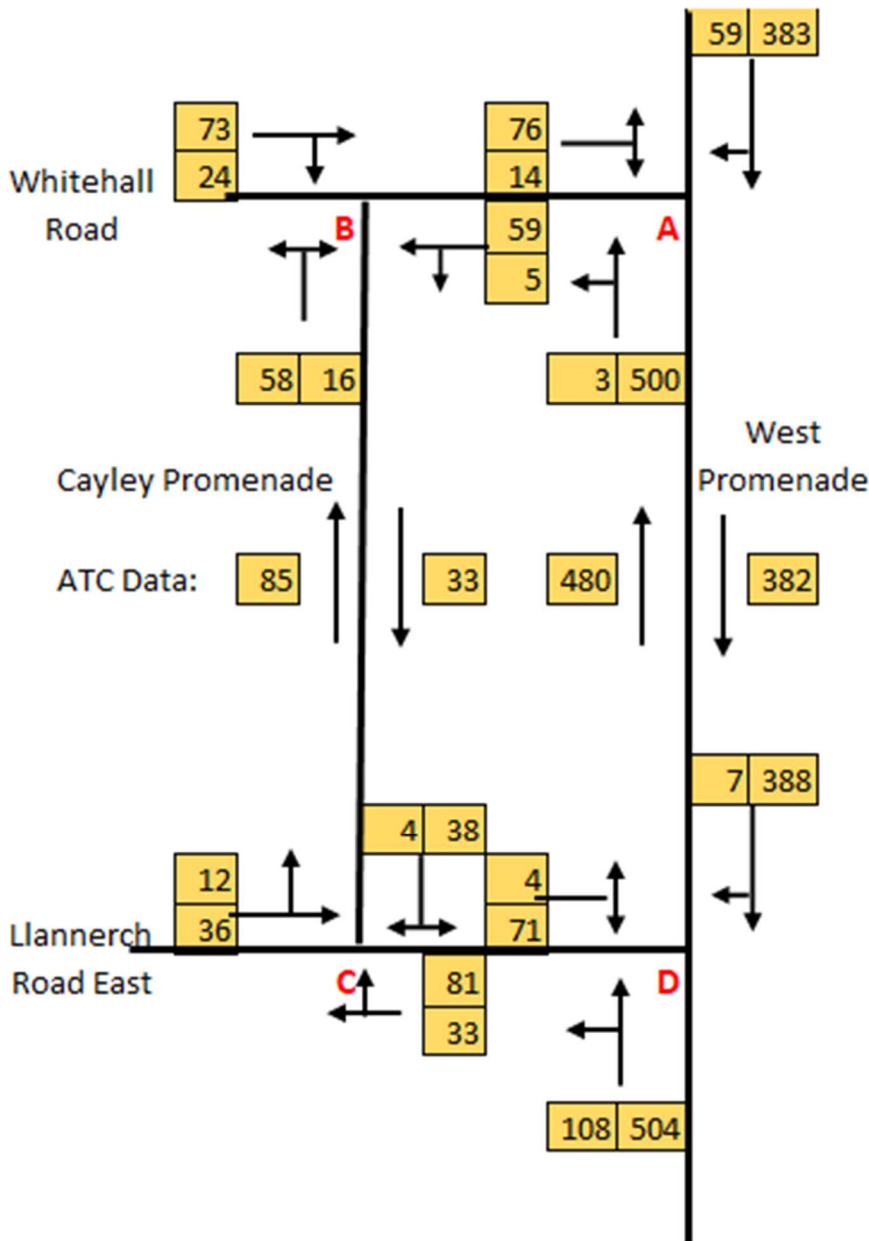 59 383
73 76
24 14
Whitehall
Road
B 59 A
5
58 16 3 500
West
Cayley Promenade Promenade
ATC Data: 85 33 480 382
7 388
4 38
12 4
36 71
Llannerch
Road East C 81 D
33
108 504